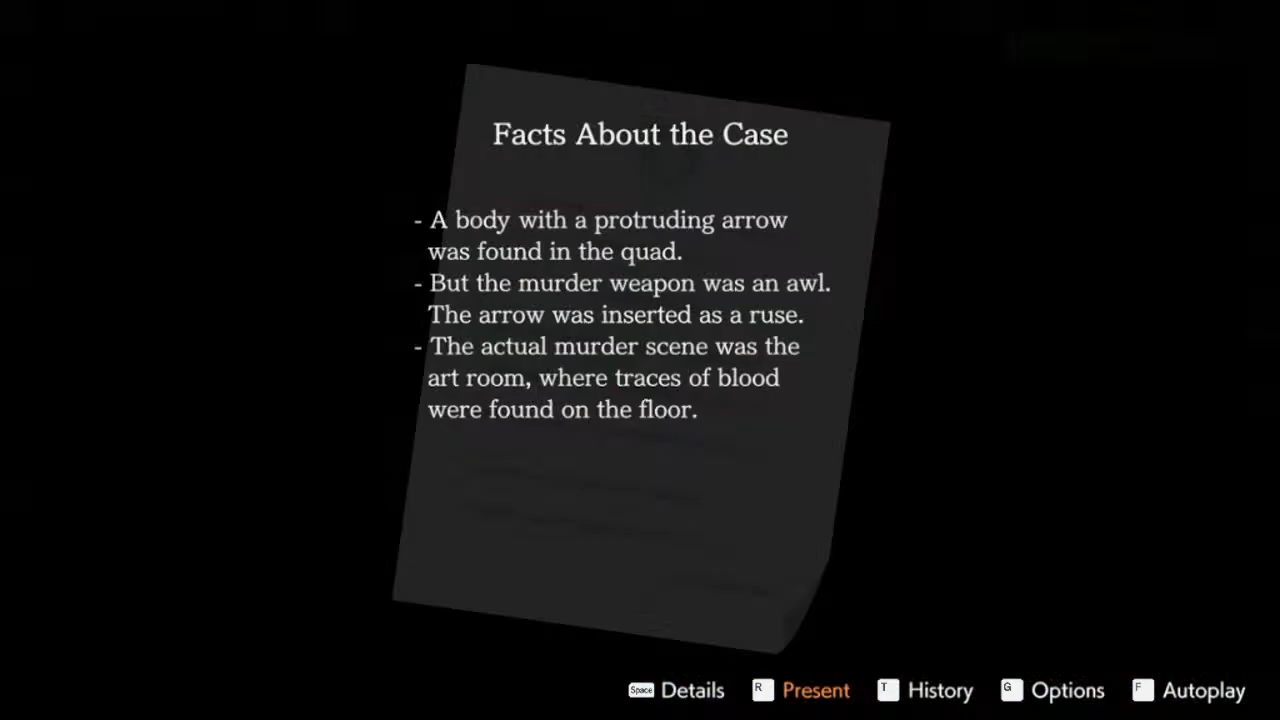 Facts About the Case
- A body with a protruding arrow
was found in the quad.
- But the murder weapon was an awl.
The arrow was inserted as a ruse.
- The actual murder scene was the
art room, where traces of blood
were found on the floor.
Space Details R Present T History G Options F Autoplay